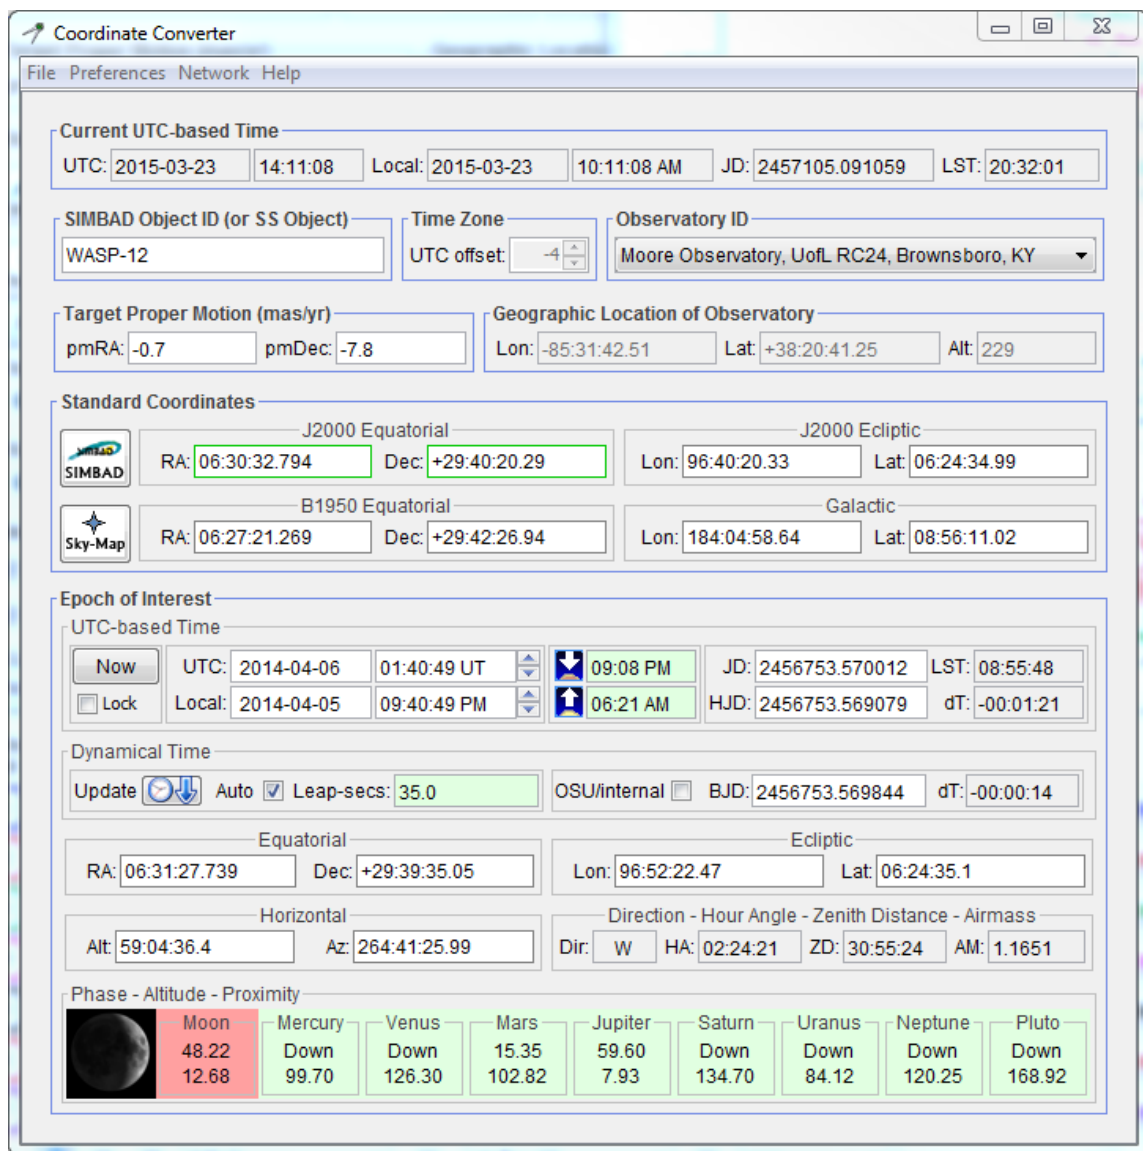 Coordinate Converter
File Preferences Network Help
Current UTC-based Time
UTC: 2015-03-23 14:11:08 Local: 2015-03-23 10:11:08 AM JD: 2457105.091059 LST: 20:32:01
SIMBAD Object ID (or SS Object) Time Zone Observatory ID
WASP-12 UTC offset: -4 Moore Observatory, UofL RC24, Brownsboro, KY
Target Proper Motion (mas/yr) Geographic Location of Observatory
pmRA: -0.7 pmDec: -7.8 Lon: -85:31:42.51 Lat: +38:20:41.25 Alt: 229
Standard Coordinates
J2000 Equatorial J2000 Ecliptic
SIMBAD RA: 06:30:32.794 Dec: +29:40:20.29 Lon: 96:40:20.33 Lat: 06:24:34.99
B1950 Equatorial Galactic
Sky-Map RA: 06:27:21.269 Dec: +29:42:26.94 Lon: 184:04:58.64 Lat: 08:56:11.02
Epoch of Interest
UTC-based Time
Now UTC: 2014-04-06 01:40:49 UT 09:08 PM JD: 2456753.570012 LST: 08:55:48
Lock Local: 2014-04-05 09:40:49 PM 06:21 AM HJD: 2456753.569079 dT: -00:01:21
Dynamical Time
Update Auto Leap-secs: 35.0 OSU/internal BJD: 2456753.569844 dT: -00:00:14
Equatorial Ecliptic
RA: 06:31:27.739 Dec: +29:39:35.05 Lon: 96:52:22.47 Lat: 06:24:35.1
Horizontal Direction - Hour Angle - Zenith Distance - Airmass
Alt: 59:04:36.4 Az: 264:41:25.99 Dir: W HA: 02:24:21 ZD: 30:55:24 AM: 1.1651
Phase - Altitude - Proximity
Moon Mercury Venus Mars Jupiter Saturn Uranus Neptune Pluto
48.22 Down Down 15.35 59.60 Down Down Down Down
12.68 99.70 126.30 102.82 7.93 134.70 84.12 120.25 168.92